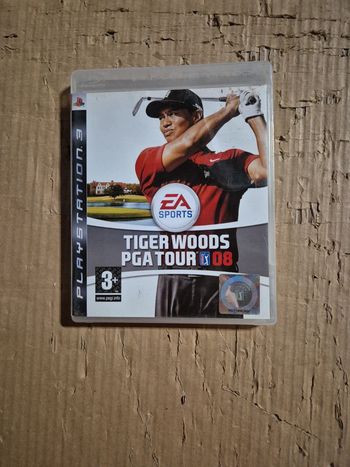 PLAYSTATION 3
EA
SPORTS
TIGER WOODS
PGA TOUR 08
3+
www.pegi.info